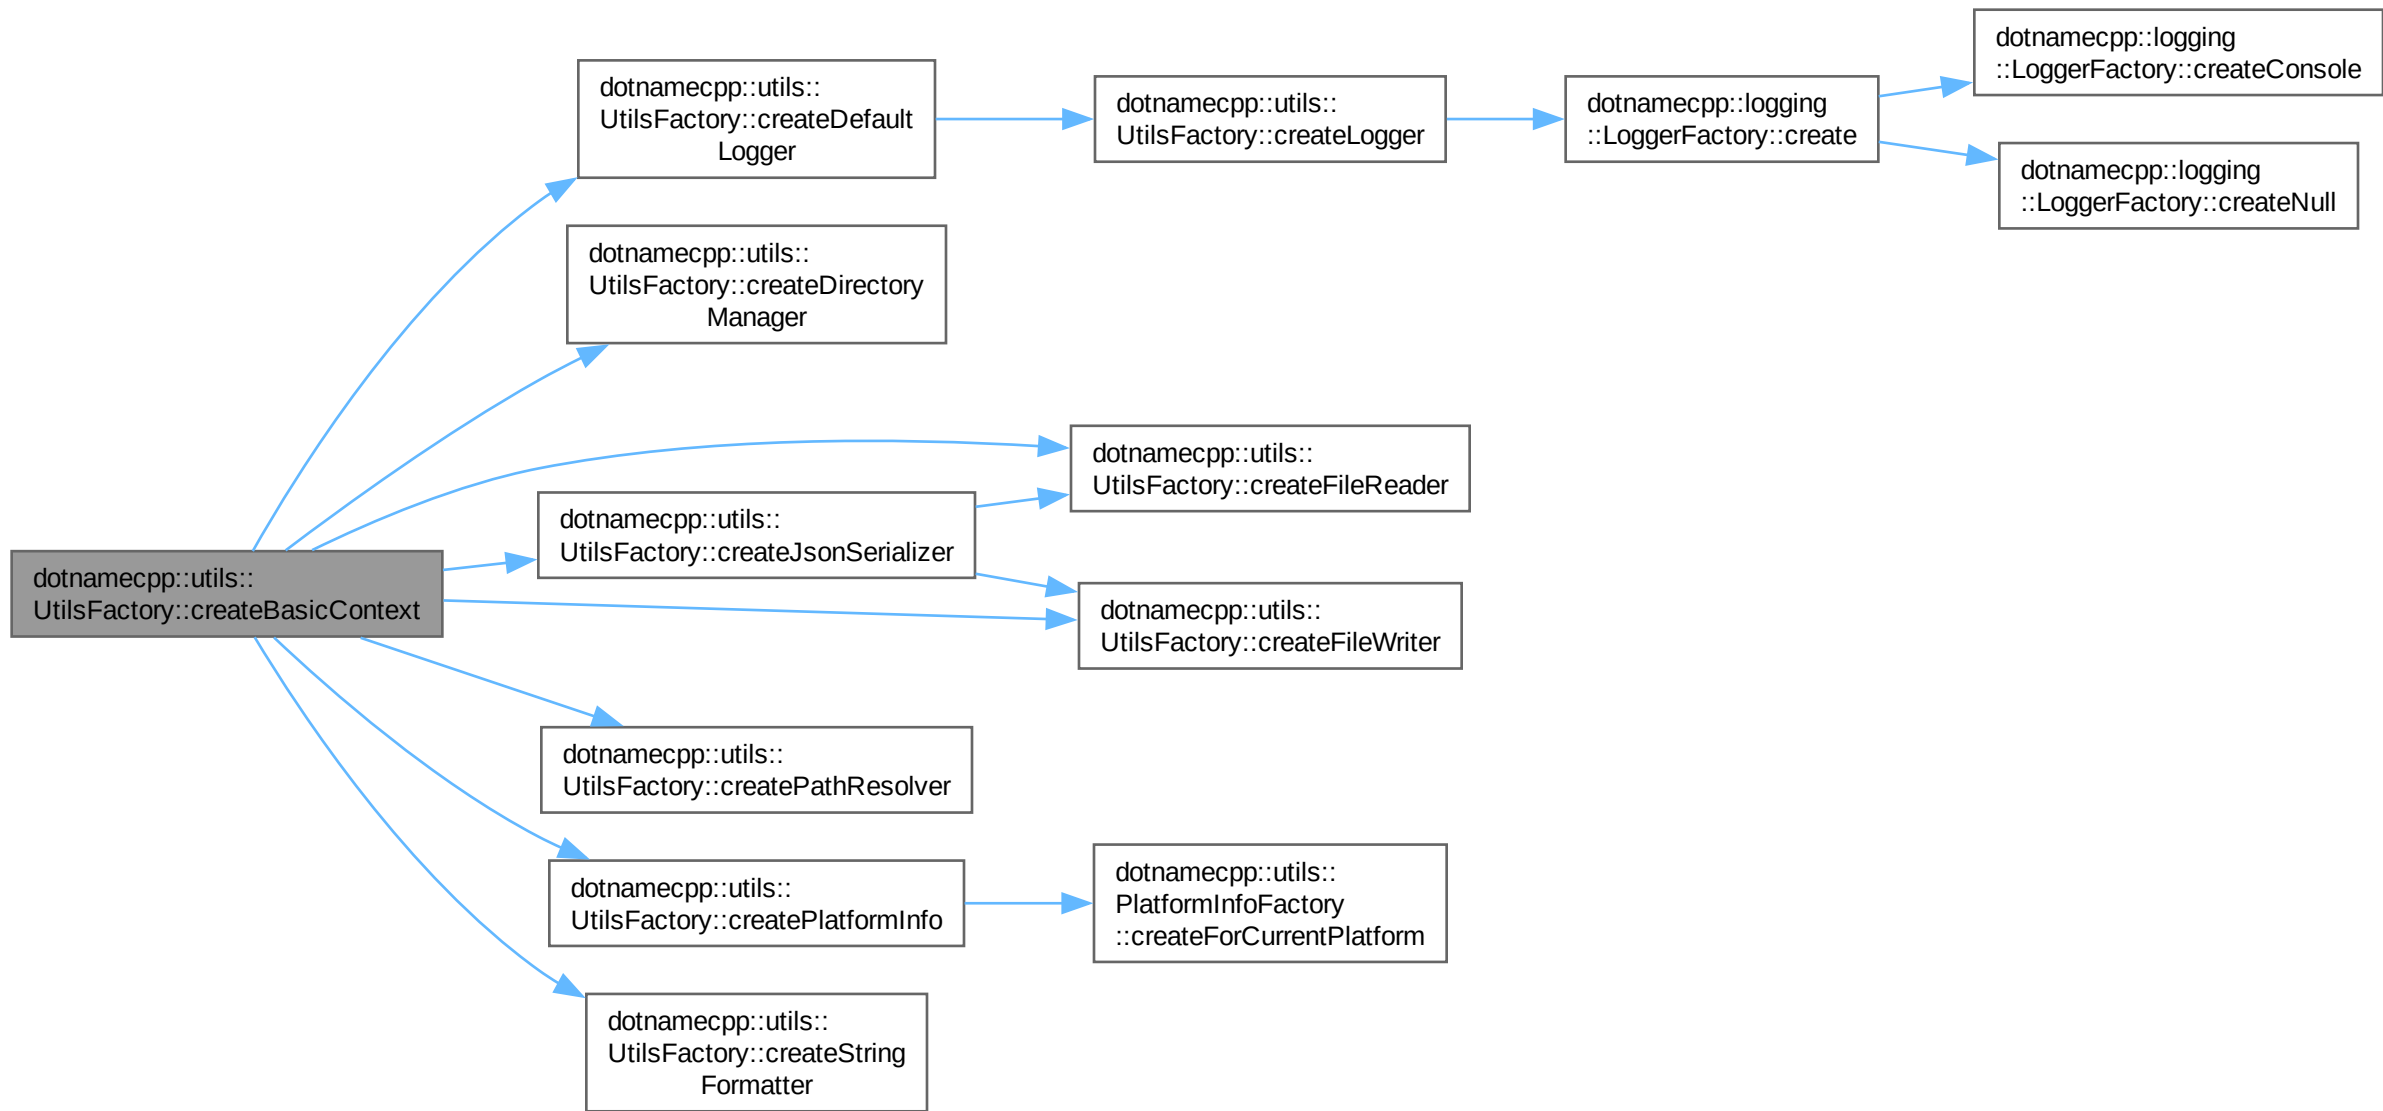 dotnamecpp::utils::
UtilsFactory::createBasicContext
dotnamecpp::utils::
UtilsFactory::createDefault
Logger
dotnamecpp::utils::
UtilsFactory::createLogger
dotnamecpp::logging
::LoggerFactory::create
dotnamecpp::logging
::LoggerFactory::createConsole
dotnamecpp::logging
::LoggerFactory::createNull
dotnamecpp::utils::
UtilsFactory::createDirectory
Manager
dotnamecpp::utils::
UtilsFactory::createFileReader
dotnamecpp::utils::
UtilsFactory::createJsonSerializer
dotnamecpp::utils::
UtilsFactory::createFileWriter
dotnamecpp::utils::
UtilsFactory::createPathResolver
dotnamecpp::utils::
UtilsFactory::createPlatformInfo
dotnamecpp::utils::
PlatformInfoFactory
::createForCurrentPlatform
dotnamecpp::utils::
UtilsFactory::createString
Formatter